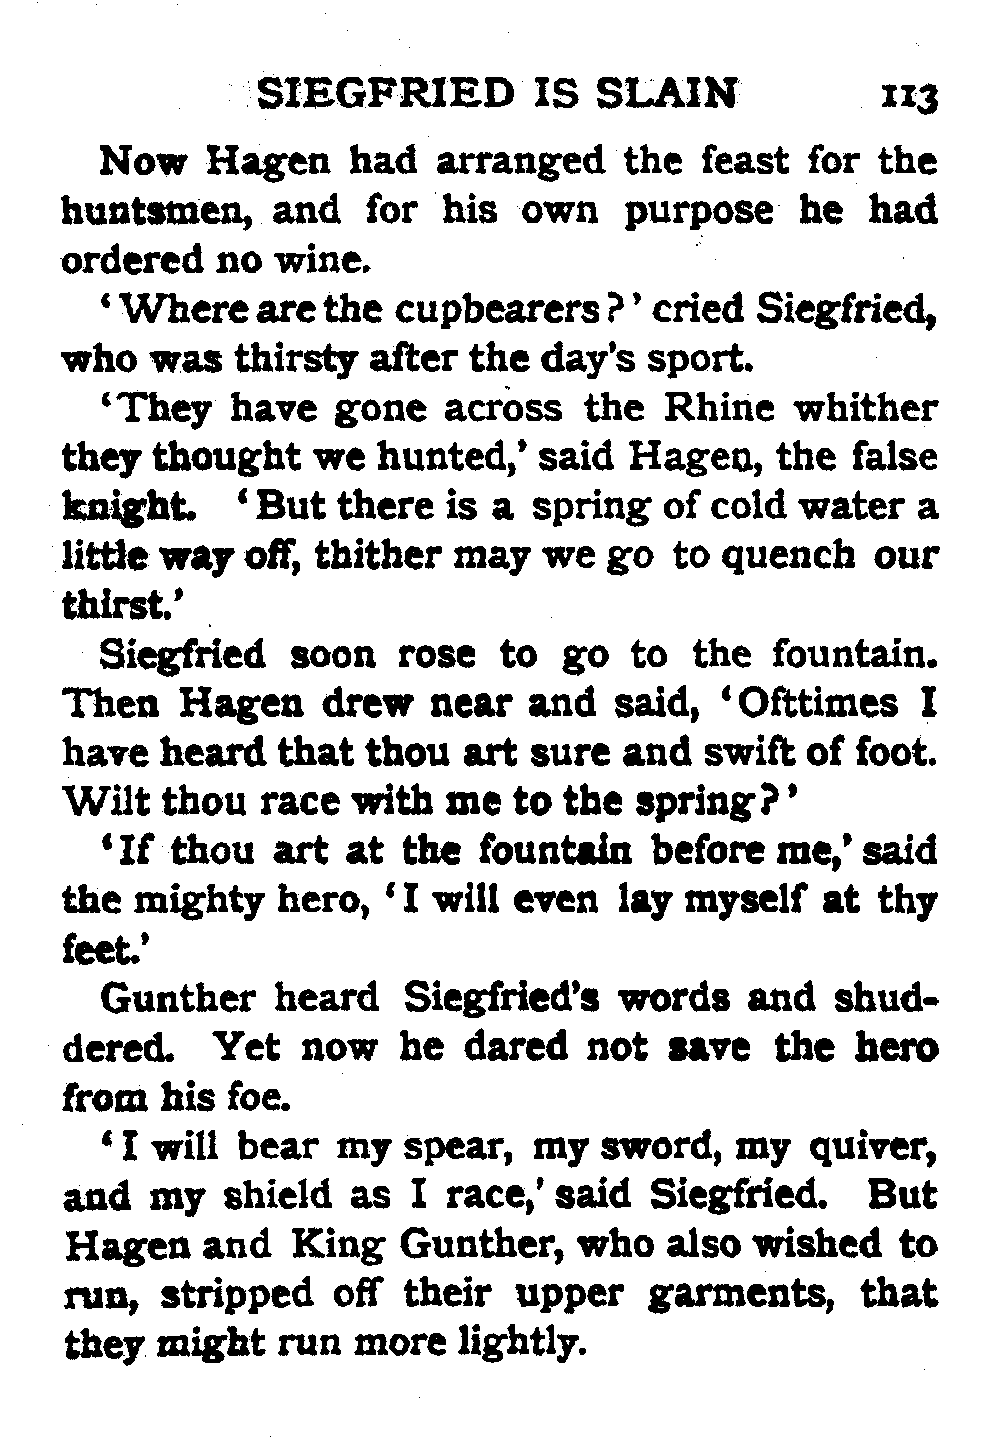 SIEGFRIED IS SLAIN 113
Now Hagen had arranged the feast for the
huntsmen, and for his own purpose he had
ordered no wine.
‘Where are the cupbearers?’ cried Siegfried,
who was thirsty after the day’s sport.
‘They have gone across the Rhine whither
they thought we hunted,’ said Hagen, the false
knight. ‘But there is a spring of cold water a
little way off, thither may we go to quench our
thirst.’
Siegfried soon rose to go to the fountain.
Then Hagen drew near and said, ‘Ofttimes I
have heard that thou art sure and swift of foot.
Wilt thou race with me to the spring?’
‘If thou art at the fountain before me,’ said
the mighty hero, ‘I will even lay myself at thy
feet.’
Gunther heard Siegfried’s words and shud-
dered. Yet now he dared not save the hero
from his foe.
‘I will bear my spear, my sword, my quiver,
and my shield as I race,’ said Siegfried. But
Hagen and King Gunther, who also wished to
run, stripped off their upper garments, that
they might run more lightly.